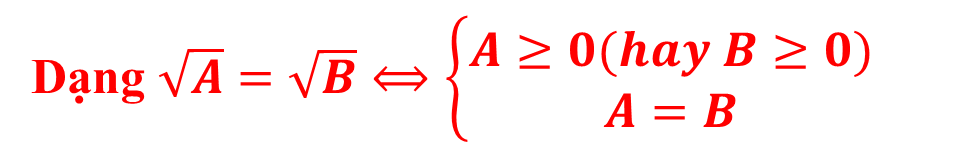 Dạng √A = √B ⟺ { A ≥ 0(hay B ≥ 0)
A = B